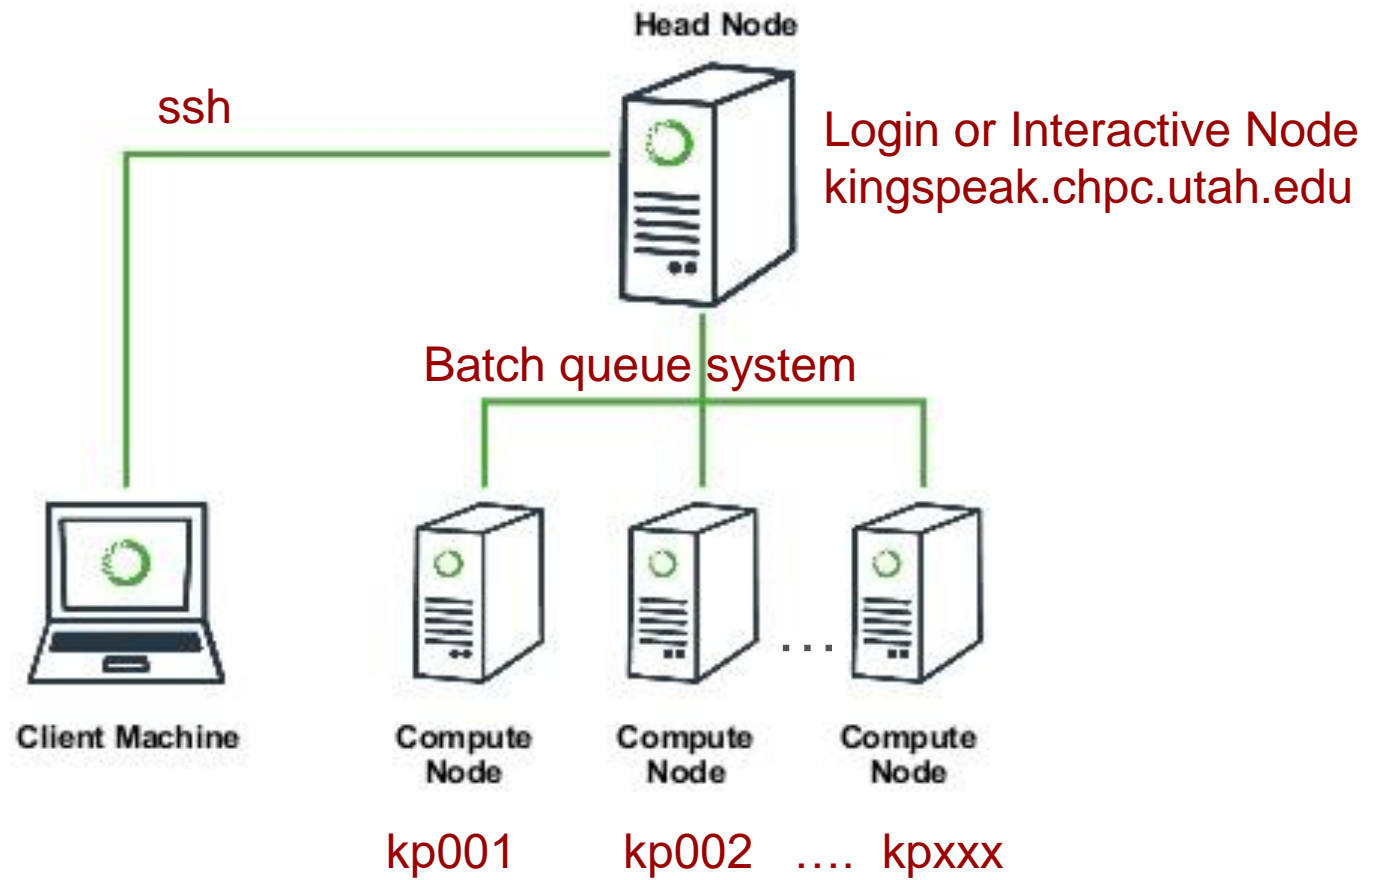 Head Node
ssh
Login or Interactive Node
kingspeak.chpc.utah.edu
Batch queue system
...
Client Machine
Compute
Node
Compute
Node
Compute
Node
kp001 kp002 .... kpxxx